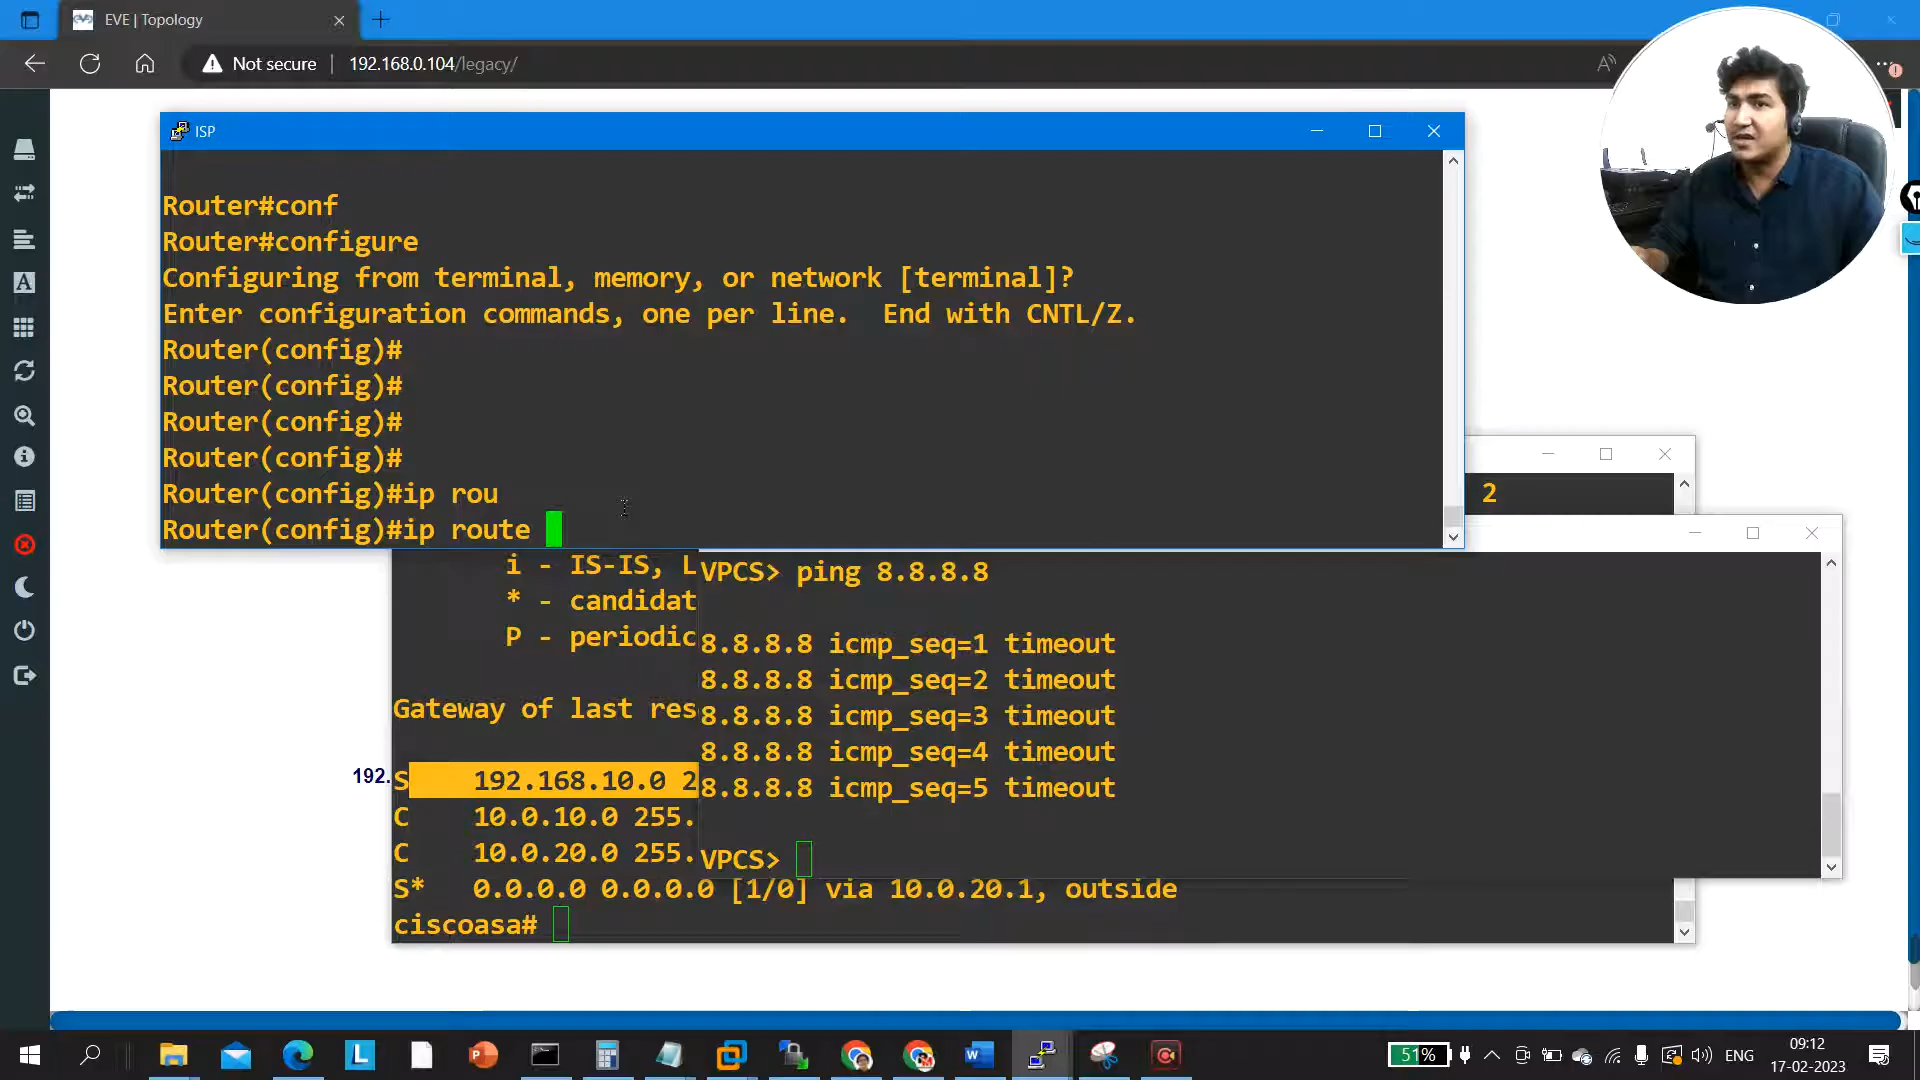 EVE | Topology
Not secure
192.168.0.104/legacy/
ISP
Router#conf
Router#configure
Configuring from terminal, memory, or network [terminal]?
Enter configuration commands, one per line.  End with CNTL/Z.
Router(config)#
Router(config)#
Router(config)#
Router(config)#
Router(config)#ip rou
Router(config)#ip route
2
i - IS-IS, L
* - candidat
P - periodic
Gateway of last res
192.
S    192.168.10.0 2
C    10.0.10.0 255.
C    10.0.20.0 255.
S*   0.0.0.0 0.0.0.0 [1/0] via 10.0.20.1, outside
ciscoasa#
VPCS> ping 8.8.8.8
8.8.8.8 icmp_seq=1 timeout
8.8.8.8 icmp_seq=2 timeout
8.8.8.8 icmp_seq=3 timeout
8.8.8.8 icmp_seq=4 timeout
8.8.8.8 icmp_seq=5 timeout
VPCS>
51%
ENG
09:12
17-02-2023